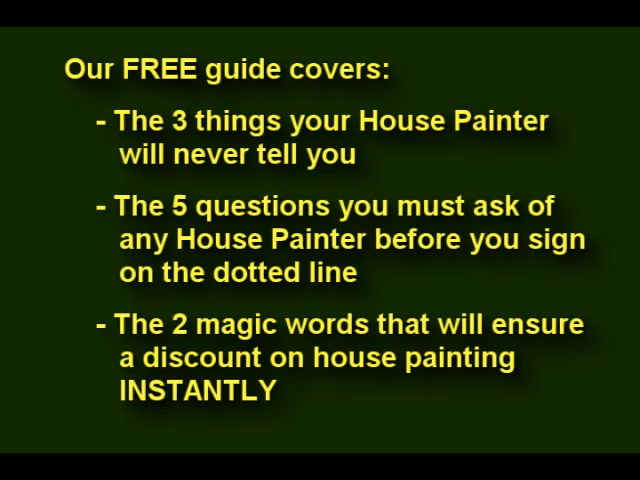 Our FREE guide covers:
- The 3 things your House Painter
will never tell you
- The 5 questions you must ask of
any House Painter before you sign
on the dotted line
- The 2 magic words that will ensure
a discount on house painting
INSTANTLY